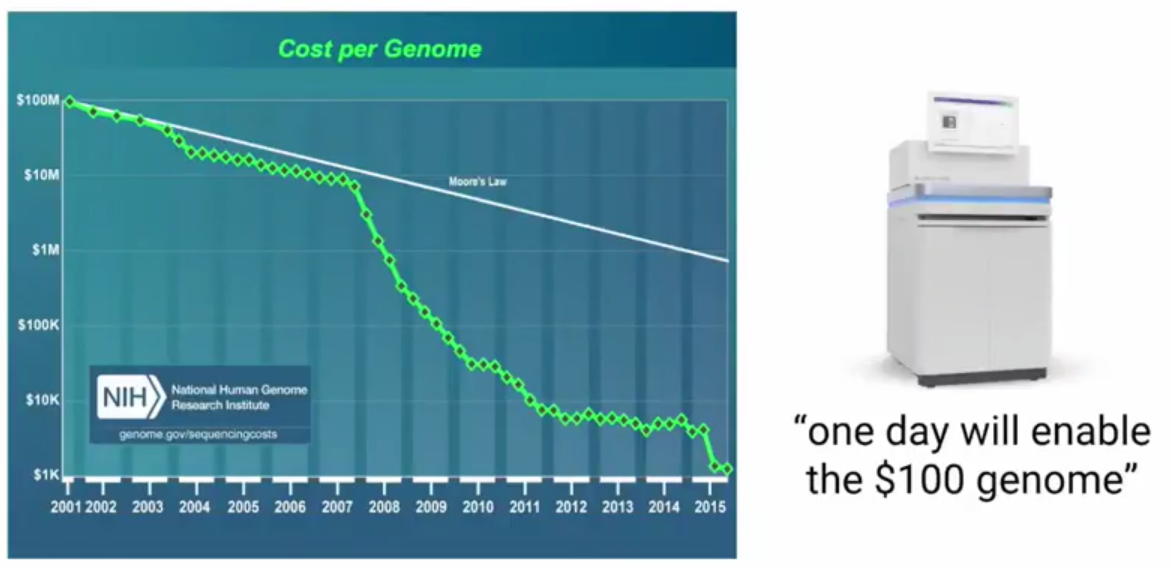 Cost per Genome
$100M
$10M
$1M
$100K
$10K
$1K
Moore's Law
NIH
National Human Genome
Research Institute
genome.gov/sequencingcosts
2001 2002 2003 2004 2005 2006 2007 2008 2009 2010 2011 2012 2013 2014 2015
“one day will enable
the $100 genome”